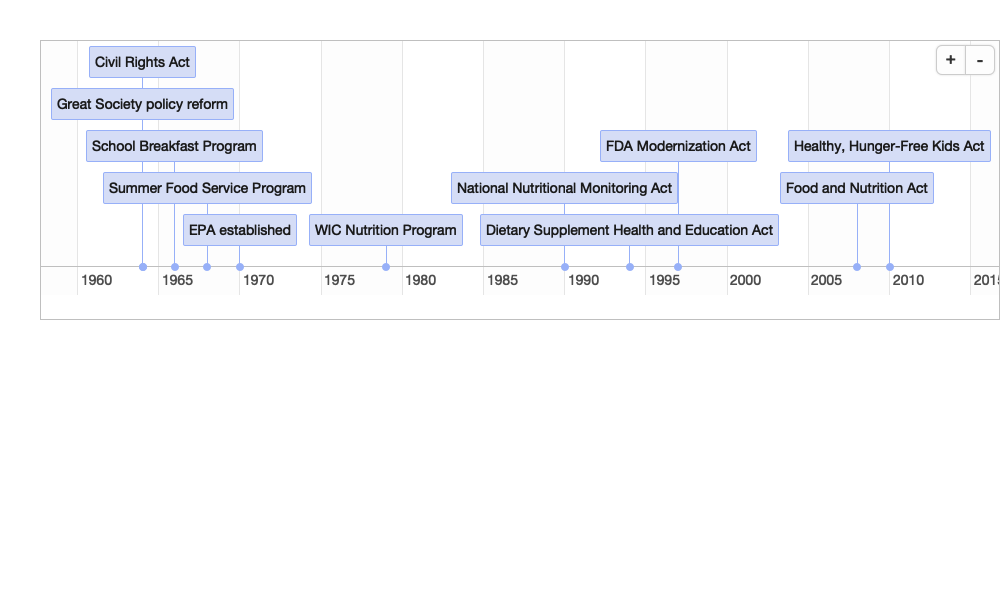 Civil Rights Act
+ -
Great Society policy reform
School Breakfast Program
FDA Modernization Act
Healthy, Hunger-Free Kids Act
Summer Food Service Program
National Nutritional Monitoring Act
Food and Nutrition Act
EPA established
WIC Nutrition Program
Dietary Supplement Health and Education Act
1960 1965 1970 1975 1980 1985 1990 1995 2000 2005 2010 2015